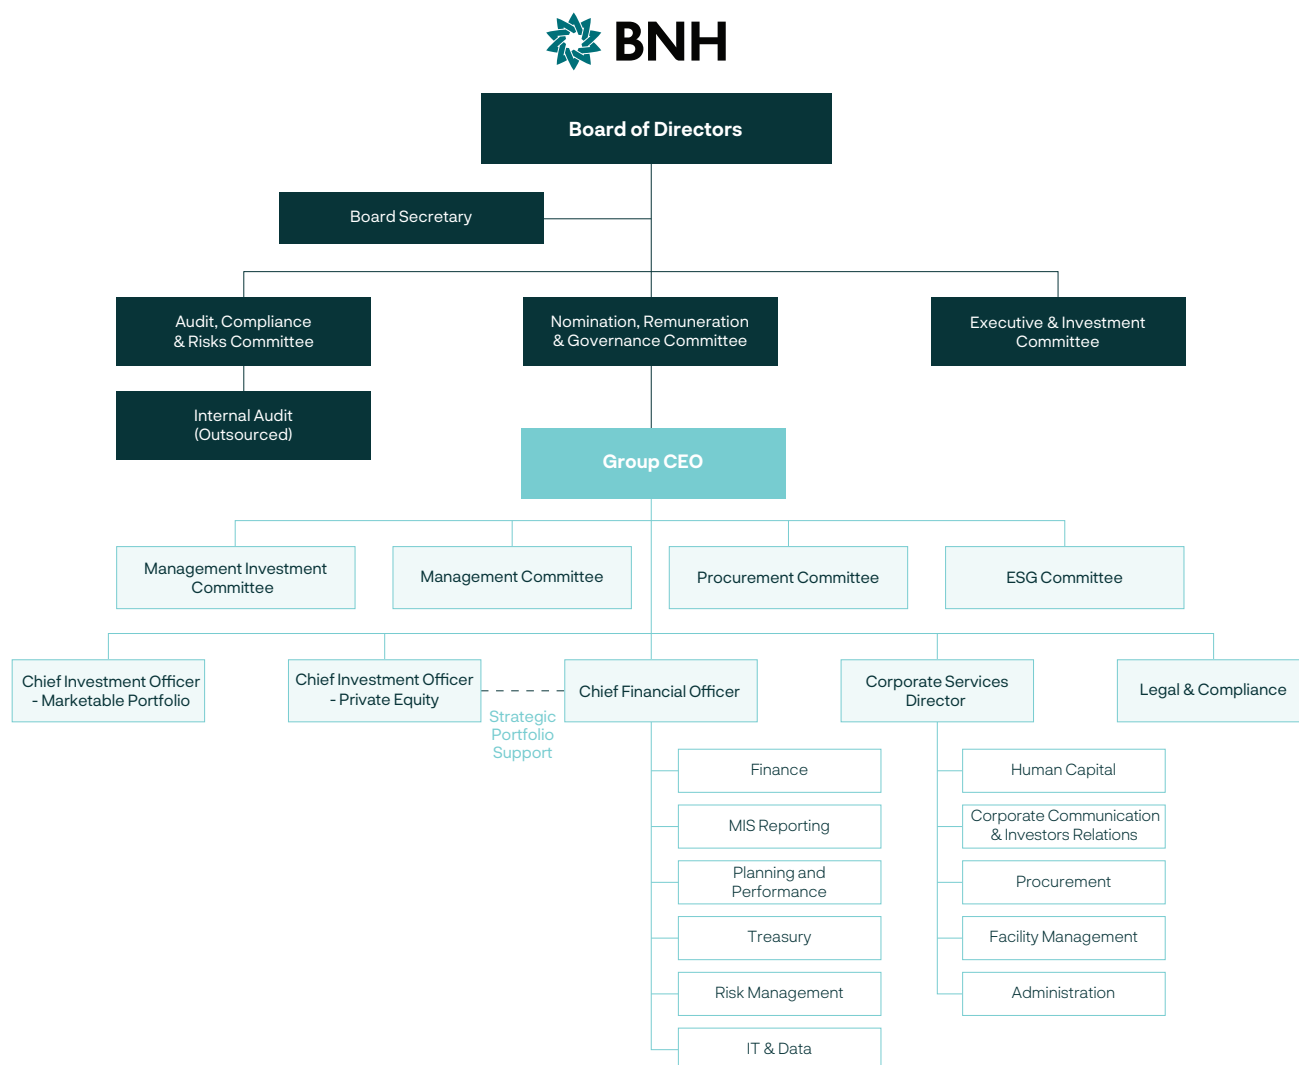 BNH
Board of Directors
Board Secretary
Audit, Compliance
& Risks Committee
Nomination, Remuneration
& Governance Committee
Executive & Investment
Committee
Internal Audit
(Outsourced)
Group CEO
Management Investment
Committee
Management Committee
Procurement Committee
ESG Committee
Chief Investment Officer
- Marketable Portfolio
Chief Investment Officer
- Private Equity
Strategic
Portfolio
Support
Chief Financial Officer
Corporate Services
Director
Legal & Compliance
Finance
MIS Reporting
Planning and
Performance
Treasury
Risk Management
IT & Data
Human Capital
Corporate Communication
& Investors Relations
Procurement
Facility Management
Administration